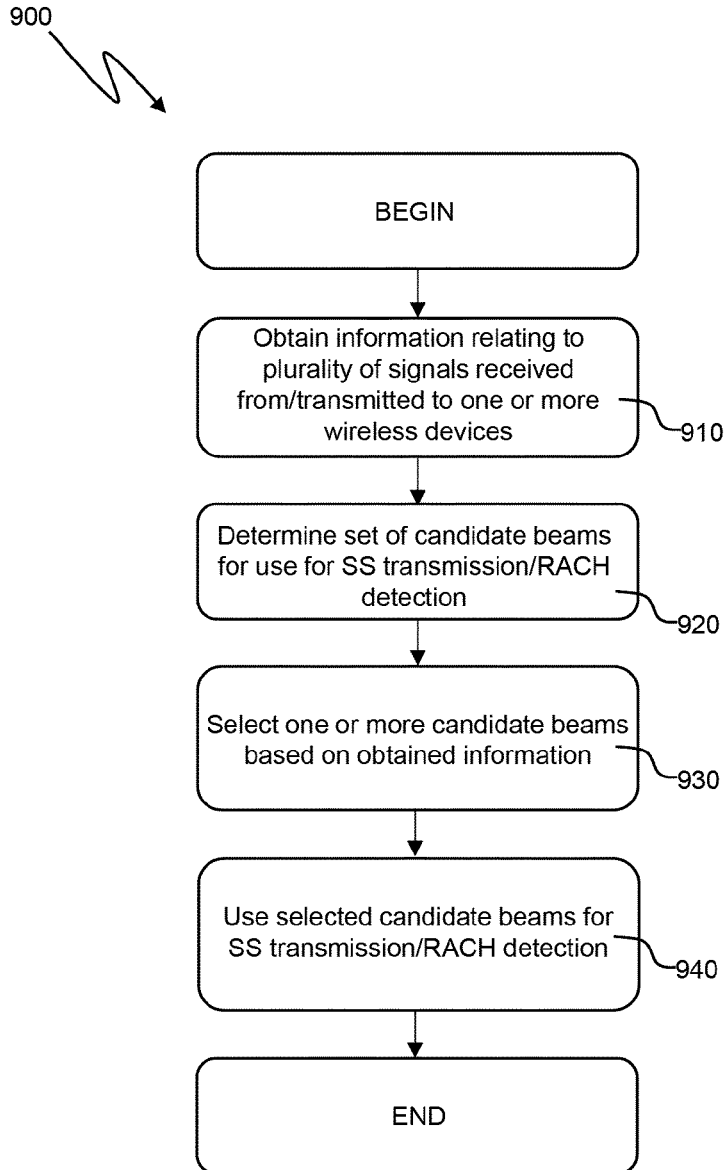 900
BEGIN
Obtain information relating to
plurality of signals received
from/transmitted to one or more
wireless devices
910
Determine set of candidate beams
for use for SS transmission/RACH
detection
920
Select one or more candidate beams
based on obtained information
930
Use selected candidate beams for
SS transmission/RACH detection
940
END